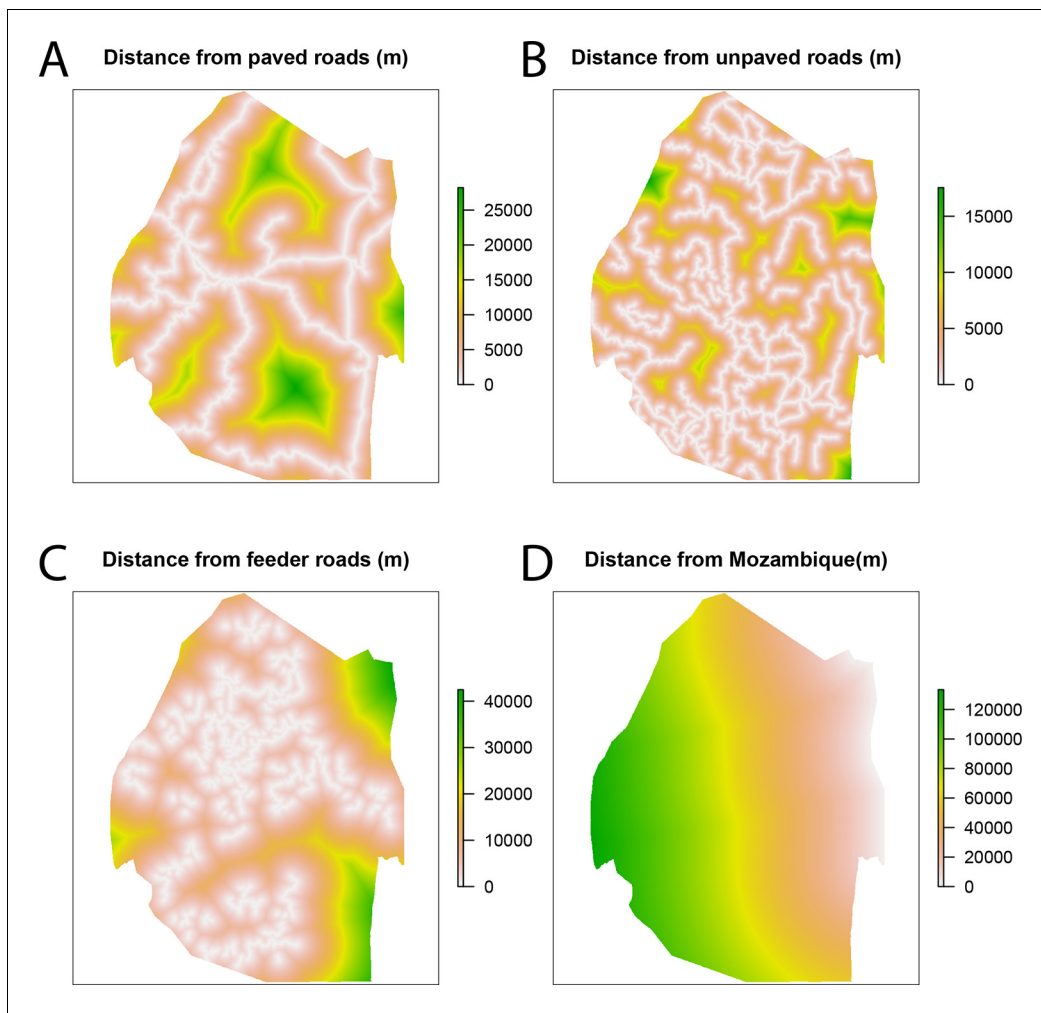 A
Distance from paved roads (m)
25000
20000
15000
10000
5000
0
B
Distance from unpaved roads (m)
15000
10000
5000
0
C
Distance from feeder roads (m)
40000
30000
20000
10000
0
D
Distance from Mozambique(m)
120000
100000
80000
60000
40000
20000
0